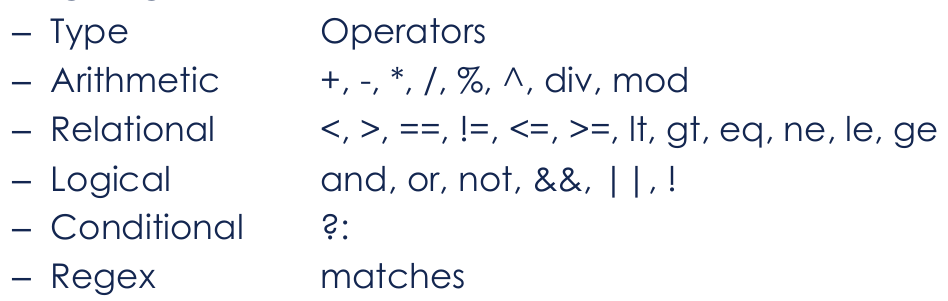 – Type Operators
– Arithmetic +, -, *, /, %, ^, div, mod
– Relational <, >, ==, !=, <=, >=, lt, gt, eq, ne, le, ge
– Logical and, or, not, &&, ||, !
– Conditional ?:
– Regex matches